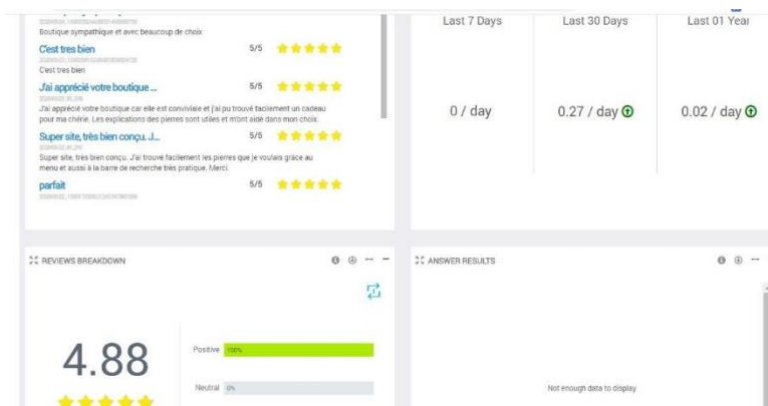 Boutique sympathique et avec beaucoup de choix
C'est tres bien 5/5
C'est tres bien
J'ai apprécié votre boutique ... 5/5
J'ai apprécié votre boutique car elle est conviviale et j'ai pu trouvé facilement un cadeau
pour ma chérie. Les explications des pierres sont utiles et m'ont aidé dans mon choix.
Super site, très bien conçu. J... 5/5
Super site, très bien conçu. J'ai trouvé facilement les pierres que je voulais grâce au
menu et aussi à la barre de recherche très pratique. Merci.
parfait 5/5
Last 7 Days Last 30 Days Last 01 Year
0 / day 0.27 / day 0.02 / day
REVIEWS BREAKDOWN
4.88
Positive 100%
Neutral 0%
ANSWER RESULTS
Not enough data to display